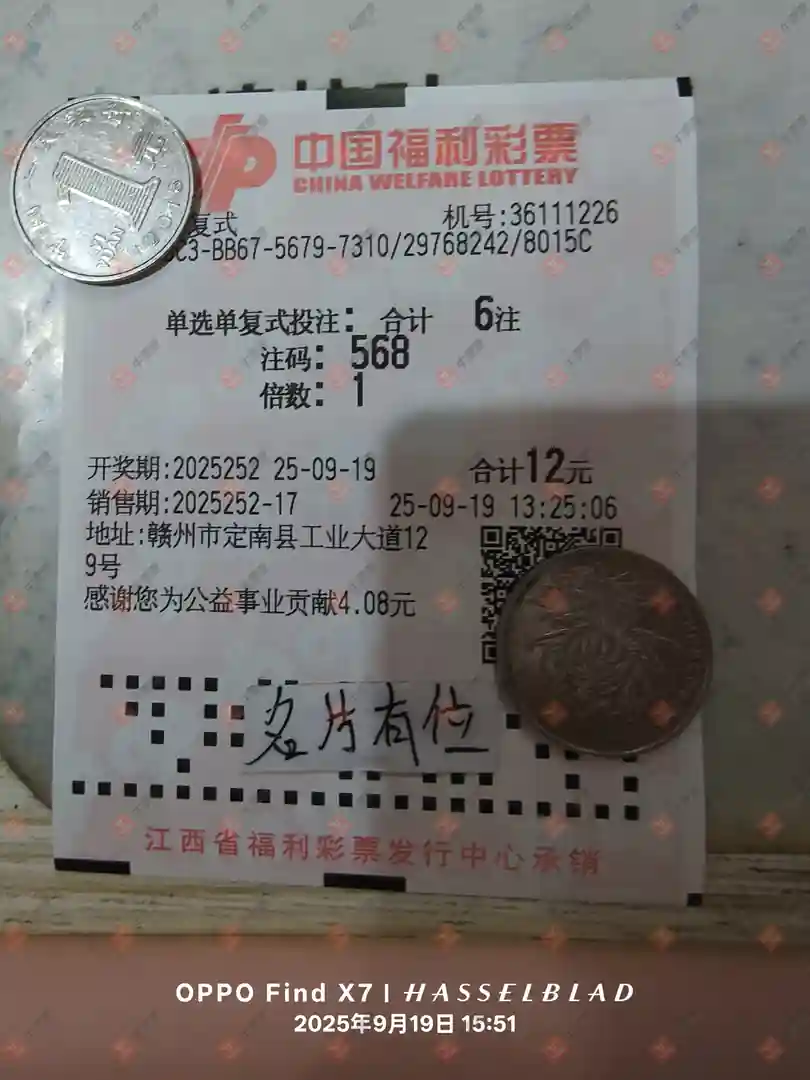 中国福利彩票
CHINA WELFARE LOTTERY
复式 机号:36111226
C3-BB67-5679-7310/29768242/8015C
单选单复式投注: 合计 6注
注码: 568
倍数: 1
开奖期:2025252 25-09-19 合计12元
销售期:2025252-17 25-09-19 13:25:06
地址:赣州市定南县工业大道12
9号
感谢您为公益事业贡献4.08元
名片有位
江西省福利彩票发行中心承销
OPPO Find X7 | HASSELBLAD
2025年9月19日 15:51